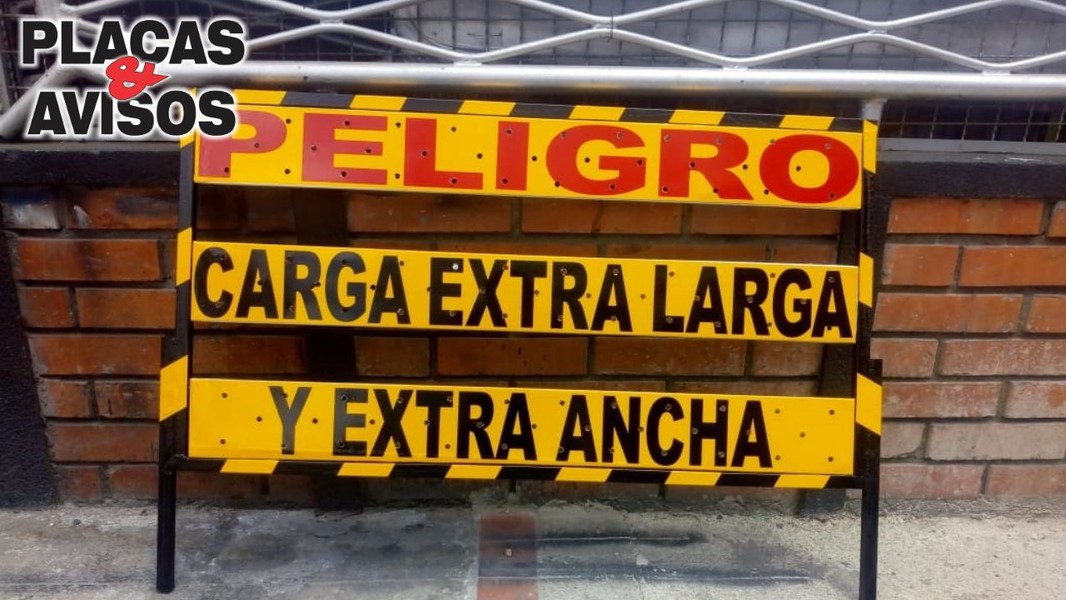 PLACAS
&
AVISOS
PELIGRO
CARGA EXTRA LARGA
Y EXTRA ANCHA